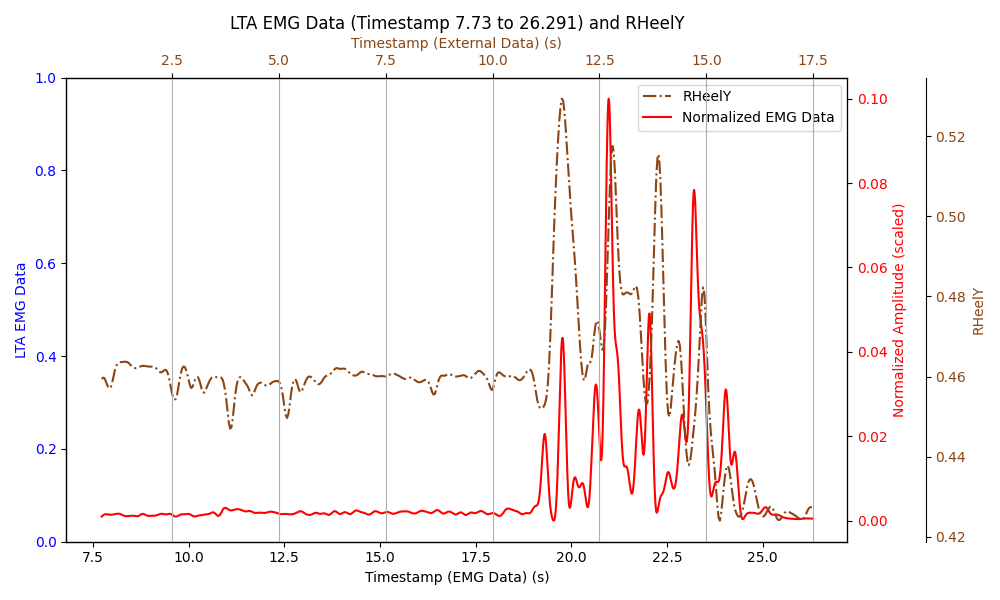 LTA EMG Data (Timestamp 7.73 to 26.291) and RHeelY
Timestamp (External Data) (s)
2.5 5.0 7.5 10.0 12.5 15.0 17.5
RHeelY
Normalized EMG Data
LTA EMG Data
1.0
0.8
0.6
0.4
0.2
0.0
Normalized Amplitude (scaled)
0.10
0.08
0.06
0.04
0.02
0.00
RHeelY
0.52
0.50
0.48
0.46
0.44
0.42
7.5 10.0 12.5 15.0 17.5 20.0 22.5 25.0
Timestamp (EMG Data) (s)